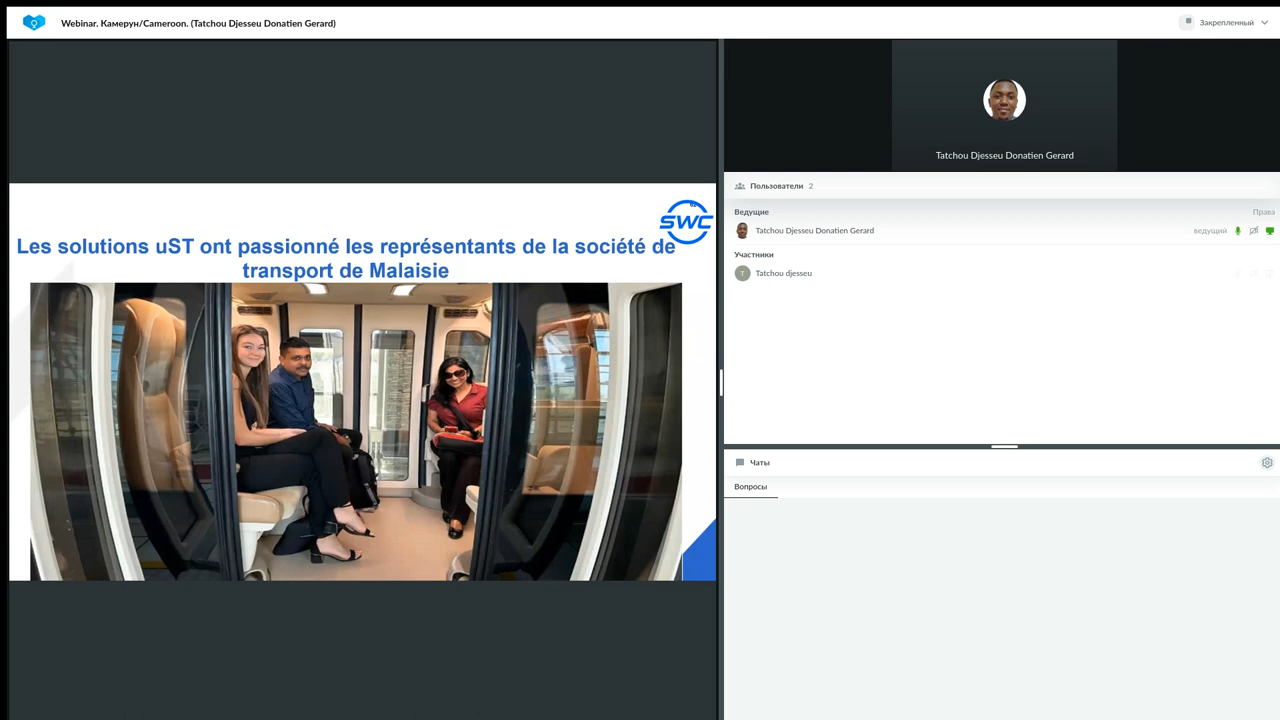 Webinar. Камерун/Cameroon. (Tatchou Djesseu Donatien Gerard)
Закрепленный
SWC
Les solutions uST ont passionné les représentants de la société de
transport de Malaisie
Tatchou Djesseu Donatien Gerard
Пользователи 2
Ведущие Права
Tatchou Djesseu Donatien Gerard ведущий
Участники
T Tatchou djesseu
Чаты
Вопросы